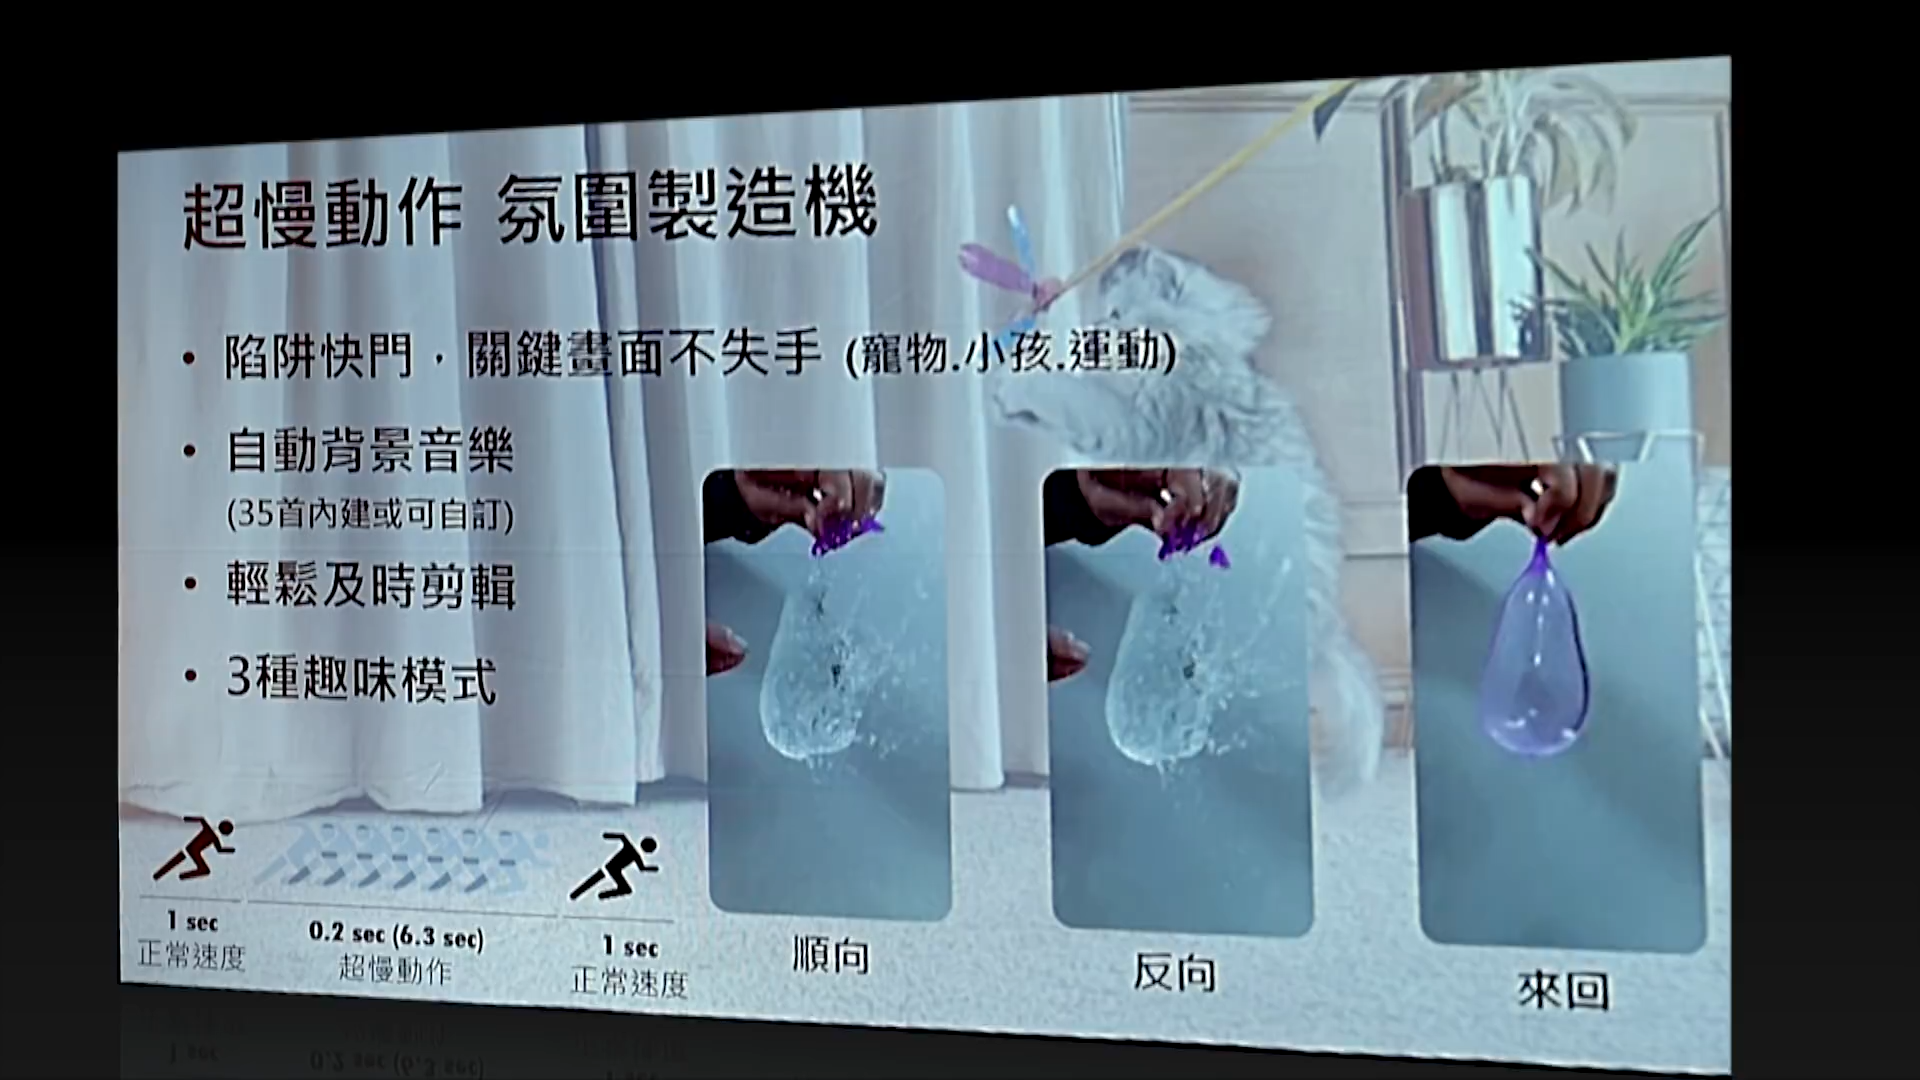 超慢動作 氛圍製造機
• 陷阱快門，關鍵畫面不失手 (寵物.小孩.運動)
• 自動背景音樂
(35首內建或可自訂)
• 輕鬆及時剪輯
• 3種趣味模式
1 sec
正常速度
0.2 sec (6.3 sec)
超慢動作
1 sec
正常速度
順向
反向
來回